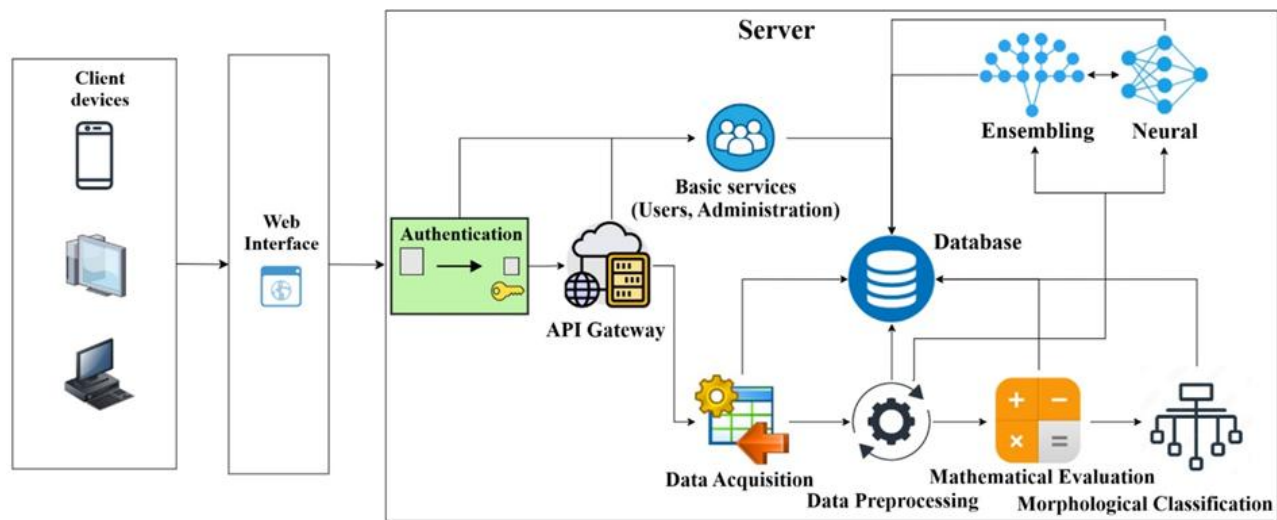 Server
Client
devices
Ensembling
Neural
Basic services
(Users, Administration)
Web
Interface
Authentication
Database
API Gateway
Data Acquisition
Data Preprocessing
Mathematical Evaluation
Morphological Classification